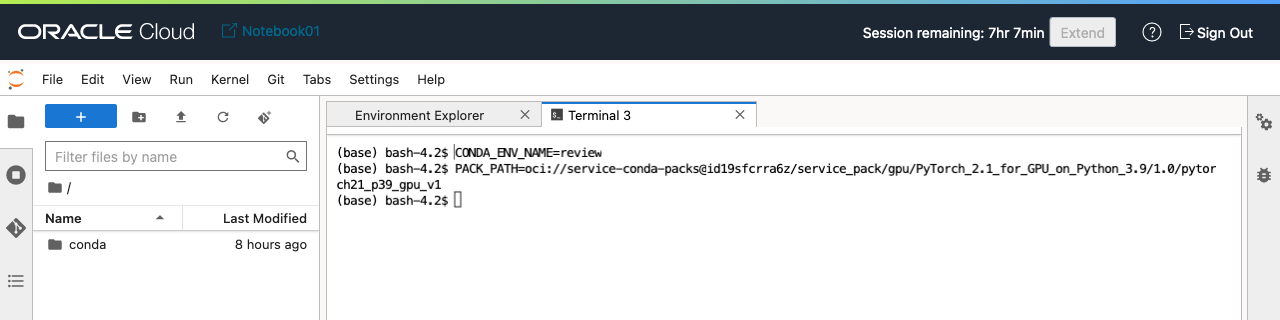 ORACLE Cloud
Notebook01
Session remaining: 7hr 7min
Extend
Sign Out
File Edit View Run Kernel Git Tabs Settings Help
Environment Explorer
Terminal 3
Filter files by name
/
Name Last Modified
conda 8 hours ago
(base) bash-4.2$ CONDA_ENV_NAME=review
(base) bash-4.2$ PACK_PATH=oci://service-conda-packs@id19sfcrra6z/service_pack/gpu/PyTorch_2.1_for_GPU_on_Python_3.9/1.0/pytor
ch21_p39_gpu_v1
(base) bash-4.2$